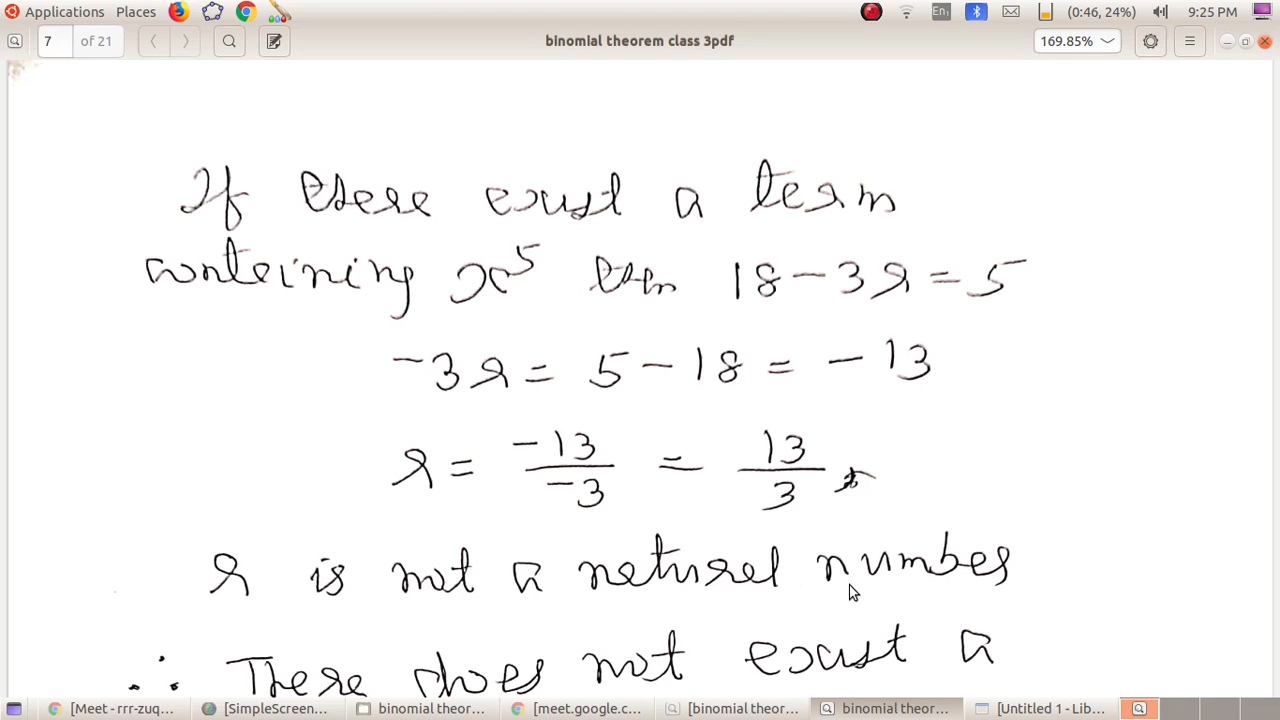 Applications Places En₁ (0:46, 24%) 9:25 PM
7 of 21 binomial theorem class 3pdf 169.85%
If there exist a term
containing x⁵ then 18-3r=5
-3r = 5-18 = -13
r = -13/-3 = 13/3
r is not a naturel number
∴ There does not exist a
[Meet - rrr-zuq... [SimpleScreen... binomial theor... [meet.google.c... [binomial theor... binomial theor... [Untitled 1 - Lib...